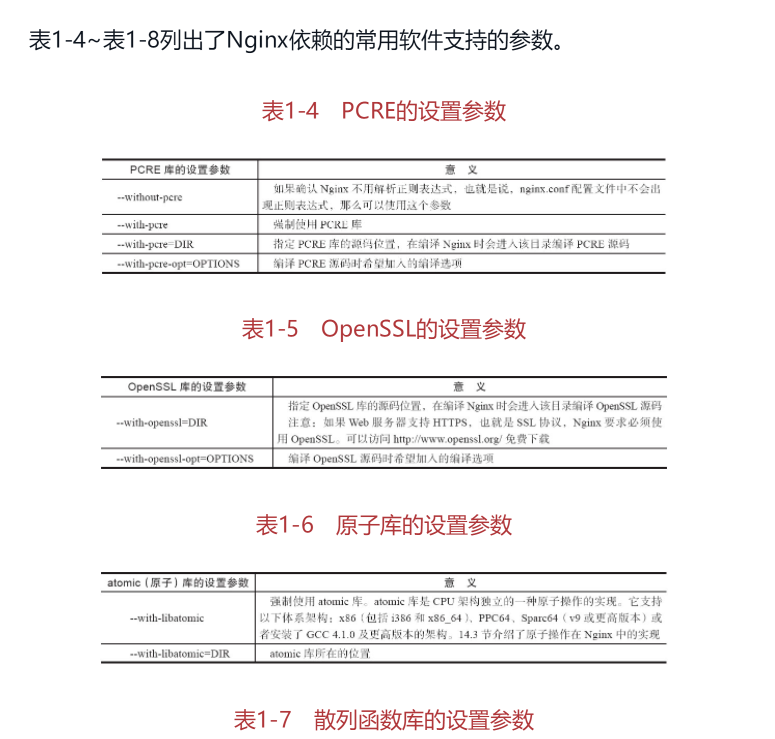 表1-4~表1-8列出了Nginx依赖的常用软件支持的参数。
表1-4 PCRE的设置参数
PCRE 库的设置参数 意 义
--without-pcre 如果确认 Nginx 不用解析正则表达式，也就是说，nginx.conf 配置文件中不会出
现正则表达式，那么可以使用这个参数
--with-pcre 强制使用 PCRE 库
--with-pcre=DIR 指定 PCRE 库的源码位置，在编译 Nginx 时会进入该目录编译 PCRE 源码
--with-pcre-opt=OPTIONS 编译 PCRE 源码时希望加入的编译选项
表1-5 OpenSSL的设置参数
OpenSSL 库的设置参数 意 义
--with-openssl=DIR 指定 OpenSSL 库的源码位置，在编译 Nginx 时会进入该目录编译 OpenSSL 源码
注意：如果 Web 服务器支持 HTTPS，也就是 SSL 协议，Nginx 要求必须使
用 OpenSSL。可以访问 http://www.openssl.org/ 免费下载
--with-openssl-opt=OPTIONS 编译 OpenSSL 源码时希望加入的编译选项
表1-6 原子库的设置参数
atomic（原子）库的设置参数 意 义
--with-libatomic 强制使用 atomic 库。atomic 库是 CPU 架构独立的一种原子操作的实现。它支持
以下体系架构：x86（包括 i386 和 x86_64）、PPC64、Sparc64（v9 或更高版本）或
者安装了 GCC 4.1.0 及更高版本的架构。14.3 节介绍了原子操作在 Nginx 中的实现
--with-libatomic=DIR atomic 库所在的位置
表1-7 散列函数库的设置参数